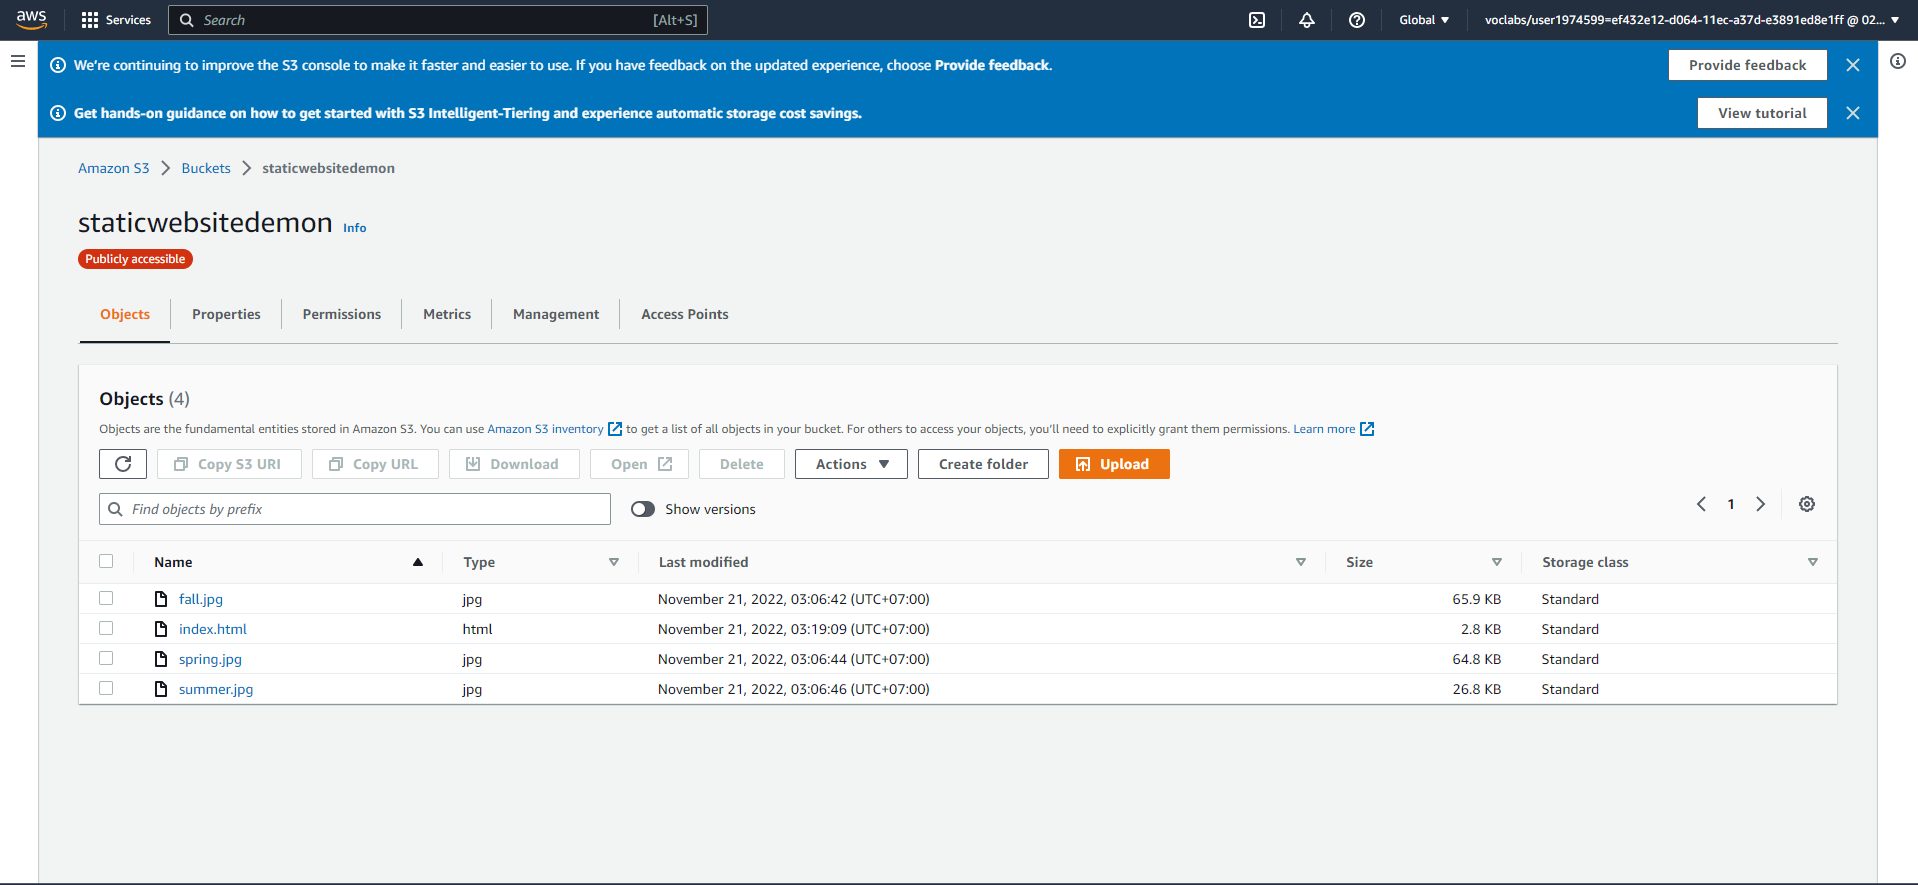 aws Services Search [Alt+S] Global voclabs/user1974599=ef432e12-d064-11ec-a37d-e3891ed8e1ff @ 02...
We're continuing to improve the S3 console to make it faster and easier to use. If you have feedback on the updated experience, choose Provide feedback. Provide feedback
Get hands-on guidance on how to get started with S3 Intelligent-Tiering and experience automatic storage cost savings. View tutorial
Amazon S3 Buckets staticwebsitedemon
staticwebsitedemon Info
Publicly accessible
Objects Properties Permissions Metrics Management Access Points
Objects (4)
Objects are the fundamental entities stored in Amazon S3. You can use Amazon S3 inventory to get a list of all objects in your bucket. For others to access your objects, you'll need to explicitly grant them permissions. Learn more
Copy S3 URI Copy URL Download Open Delete Actions Create folder Upload
Find objects by prefix Show versions 1
Name Type Last modified Size Storage class
fall.jpg jpg November 21, 2022, 03:06:42 (UTC+07:00) 65.9 KB Standard
index.html html November 21, 2022, 03:19:09 (UTC+07:00) 2.8 KB Standard
spring.jpg jpg November 21, 2022, 03:06:44 (UTC+07:00) 64.8 KB Standard
summer.jpg jpg November 21, 2022, 03:06:46 (UTC+07:00) 26.8 KB Standard